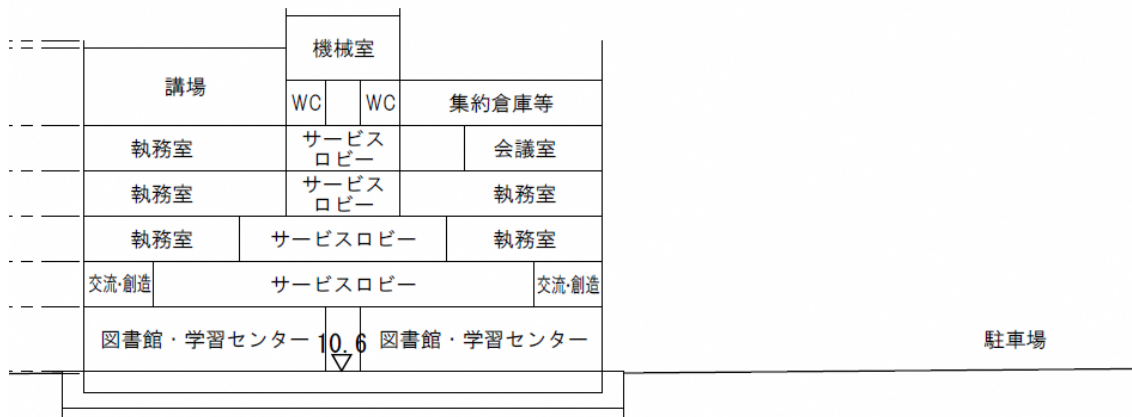 機械室
講場
WC
WC
集約倉庫等
執務室
サービス
ロビー
会議室
執務室
サービス
ロビー
執務室
執務室
サービスロビー
執務室
交流・創造
サービスロビー
交流・創造
図書館・学習センター
10.6
図書館・学習センター
駐車場